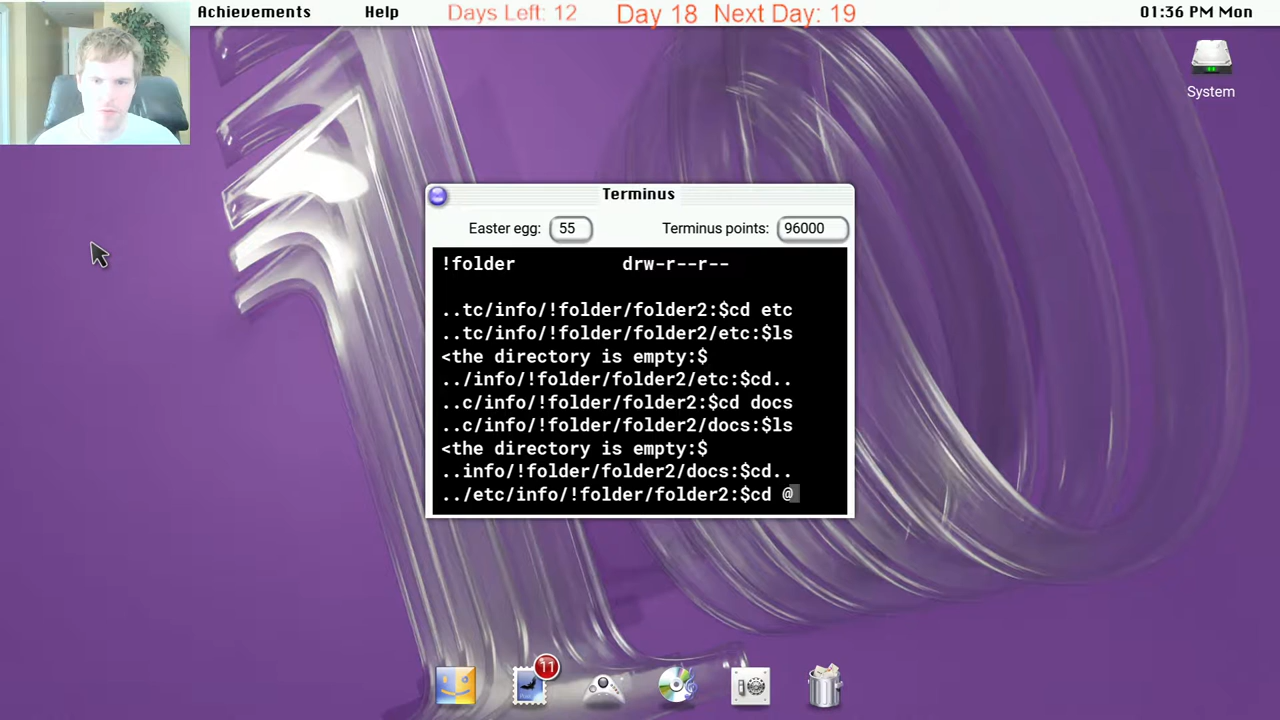 Achievements Help Days Left: 12 Day 18 Next Day: 19 01:36 PM Mon
System
Terminus
Easter egg: 55 Terminus points: 96000
!folder drw-r--r--
..tc/info/!folder/folder2:$cd etc
..tc/info/!folder/folder2/etc:$ls
<the directory is empty:$
../info/!folder/folder2/etc:$cd..
..c/info/!folder/folder2:$cd docs
..c/info/!folder/folder2/docs:$ls
<the directory is empty:$
..info/!folder/folder2/docs:$cd..
../etc/info/!folder/folder2:$cd @
11